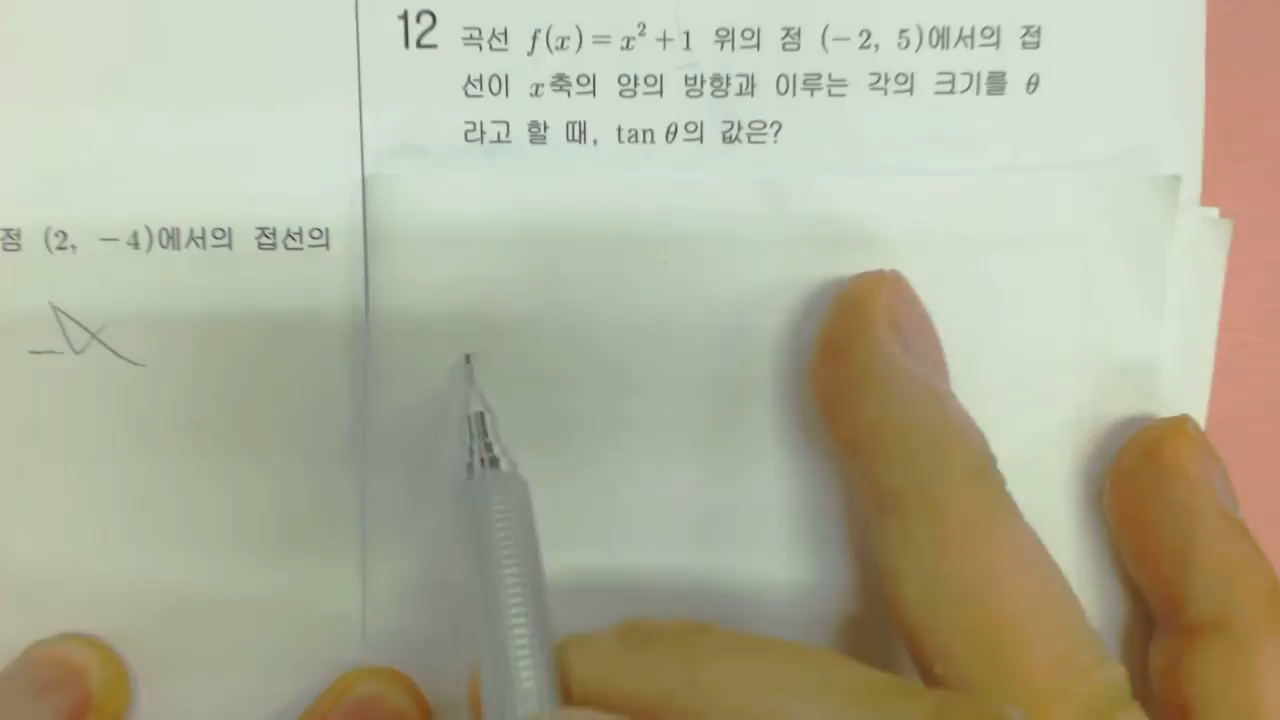 12 곡선 f(x)=x²+1 위의 점 (-2, 5)에서의 접
선이 x축의 양의 방향과 이루는 각의 크기를 θ
라고 할 때, tan θ의 값은?
점 (2, -4)에서의 접선의